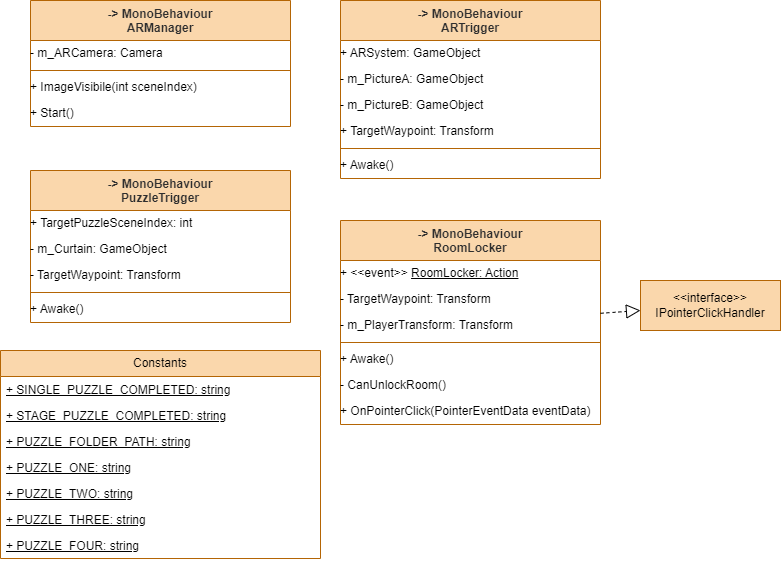 -> MonoBehaviour
ARManager
- m_ARCamera: Camera
+ ImageVisibile(int sceneIndex)
+ Start()
-> MonoBehaviour
ARTrigger
+ ARSystem: GameObject
- m_PictureA: GameObject
- m_PictureB: GameObject
+ TargetWaypoint: Transform
+ Awake()
-> MonoBehaviour
PuzzleTrigger
+ TargetPuzzleSceneIndex: int
- m_Curtain: GameObject
- TargetWaypoint: Transform
+ Awake()
-> MonoBehaviour
RoomLocker
+ <<event>> RoomLocker: Action
- TargetWaypoint: Transform
- m_PlayerTransform: Transform
+ Awake()
- CanUnlockRoom()
+ OnPointerClick(PointerEventData eventData)
<<interface>>
IPointerClickHandler
Constants
+ SINGLE_PUZZLE_COMPLETED: string
+ STAGE_PUZZLE_COMPLETED: string
+ PUZZLE_FOLDER_PATH: string
+ PUZZLE_ONE: string
+ PUZZLE_TWO: string
+ PUZZLE_THREE: string
+ PUZZLE_FOUR: string